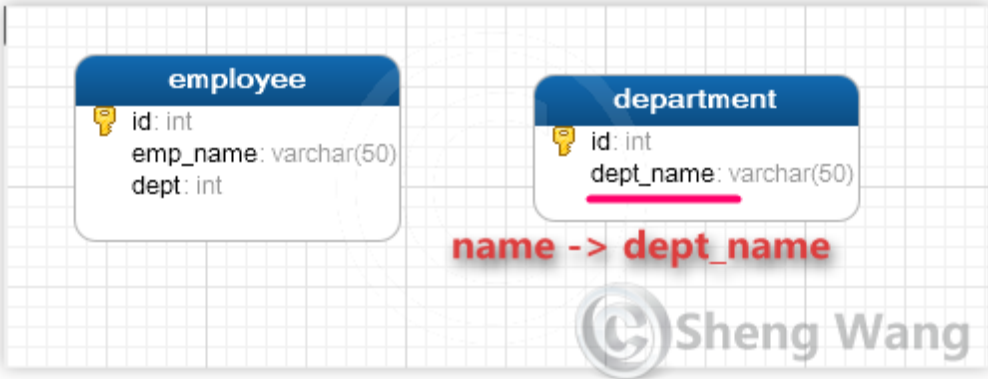 employee
id: int
emp_name: varchar(50)
dept: int
department
id: int
dept_name: varchar(50)
name -> dept_name
© Sheng Wang